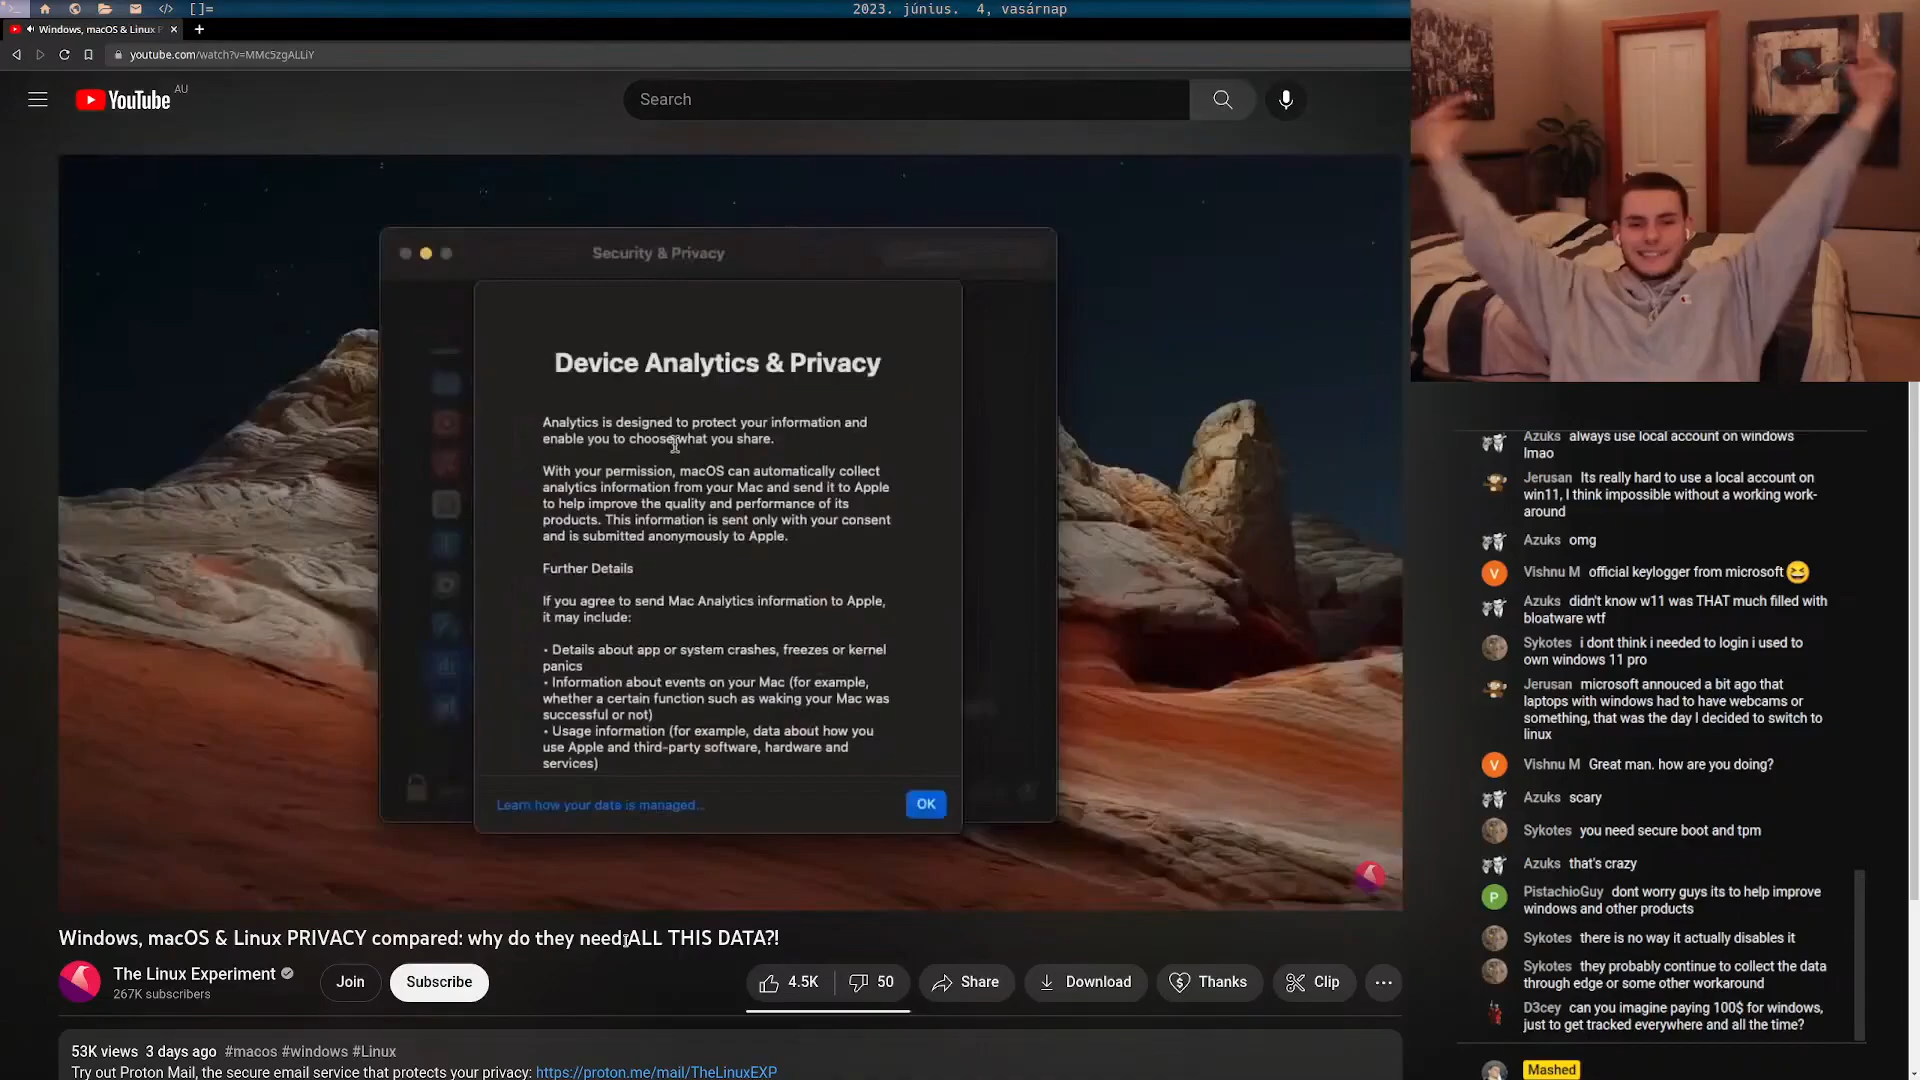 []=
2023. június. 4, vasárnap
Windows, macOS & Linux P
youtube.com/watch?v=MMc5zgALLiY
YouTube AU
Search
Security & Privacy
Device Analytics & Privacy
Analytics is designed to protect your information and
enable you to choose what you share.
With your permission, macOS can automatically collect
analytics information from your Mac and send it to Apple
to help improve the quality and performance of its
products. This information is sent only with your consent
and is submitted anonymously to Apple.
Further Details
If you agree to send Mac Analytics information to Apple,
it may include:
• Details about app or system crashes, freezes or kernel
panics
• Information about events on your Mac (for example,
whether a certain function such as waking your Mac was
successful or not)
• Usage information (for example, data about how you
use Apple and third-party software, hardware and
services)
Learn how your data is managed...
OK
Windows, macOS & Linux PRIVACY compared: why do they need ALL THIS DATA?!
The Linux Experiment
267K subscribers
Join
Subscribe
4.5K
50
Share
Download
Thanks
Clip
53K views 3 days ago #macos #windows #Linux
Try out Proton Mail, the secure email service that protects your privacy: https://proton.me/mail/TheLinuxEXP
Azuks always use local account on windows
lmao
Jerusan Its really hard to use a local account on
win11, I think impossible without a working work-
around
Azuks omg
V
Vishnu M official keylogger from microsoft
Azuks didn't know w11 was THAT much filled with
bloatware wtf
Sykotes i dont think i needed to login i used to
own windows 11 pro
Jerusan microsoft annouced a bit ago that
laptops with windows had to have webcams or
something, that was the day I decided to switch to
linux
V
Vishnu M Great man. how are you doing?
Azuks scary
Sykotes you need secure boot and tpm
Azuks that's crazy
P
PistachioGuy dont worry guys its to help improve
windows and other products
Sykotes there is no way it actually disables it
Sykotes they probably continue to collect the data
through edge or some other workaround
D3cey can you imagine paying 100$ for windows,
just to get tracked everywhere and all the time?
Mashed